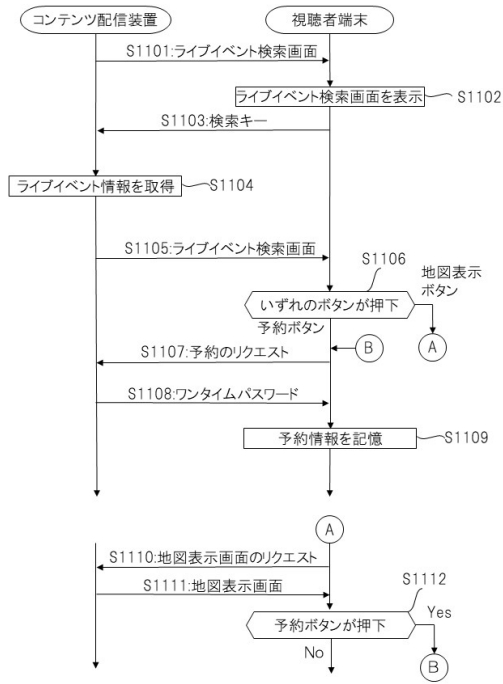 コンテンツ配信装置
視聴者端末
S1101:ライブイベント検索画面
ライブイベント検索画面を表示
S1102
S1103:検索キー
ライブイベント情報を取得
S1104
S1105:ライブイベント検索画面
S1106
地図表示
ボタン
いずれのボタンが押下
予約ボタン
B
A
S1107:予約のリクエスト
S1108:ワンタイムパスワード
予約情報を記憶
S1109
A
S1110:地図表示画面のリクエスト
S1111:地図表示画面
S1112
予約ボタンが押下
Yes
No
B